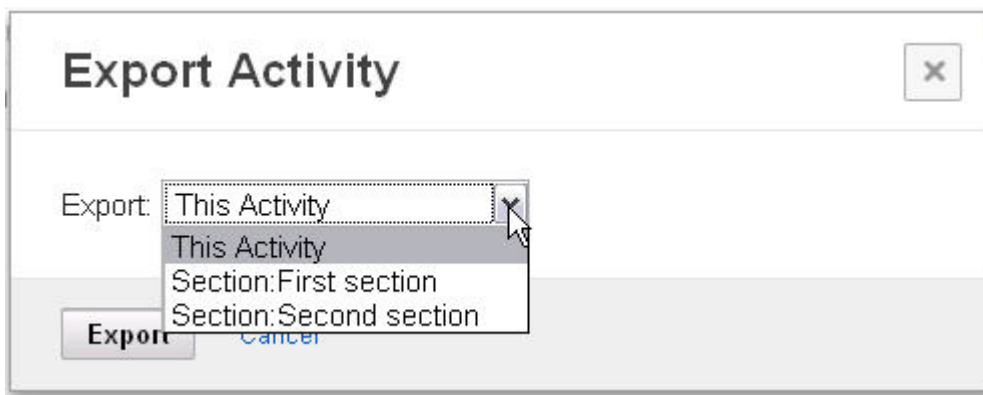 Export Activity
Export: This Activity
This Activity
Section:First section
Section:Second section
Export Cancel